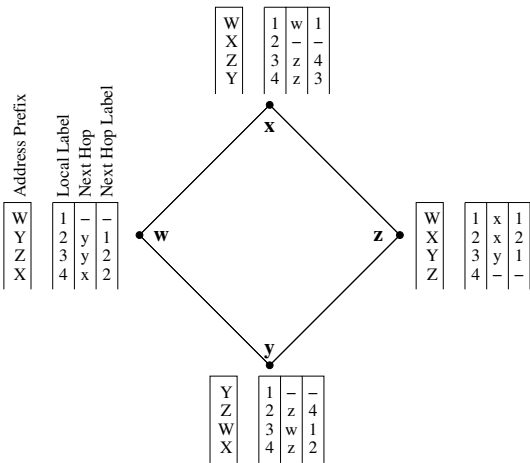 W 1 w 1
X 2 – –
Z 3 z 4
Y 4 z 3
x
Address Prefix
Local Label
Next Hop
Next Hop Label
W 1 – –
Y 2 y 1
Z 3 y 2
X 4 x 2
w
z
W 1 x 1
X 2 x 2
Y 3 y 1
Z 4 – –
y
Y 1 – –
Z 2 z 4
W 3 w 1
X 4 z 2